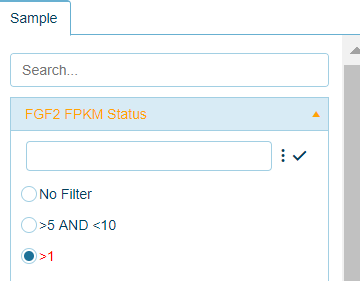 Sample
Search...
FGF2 FPKM Status
No Filter
>5 AND <10
>1